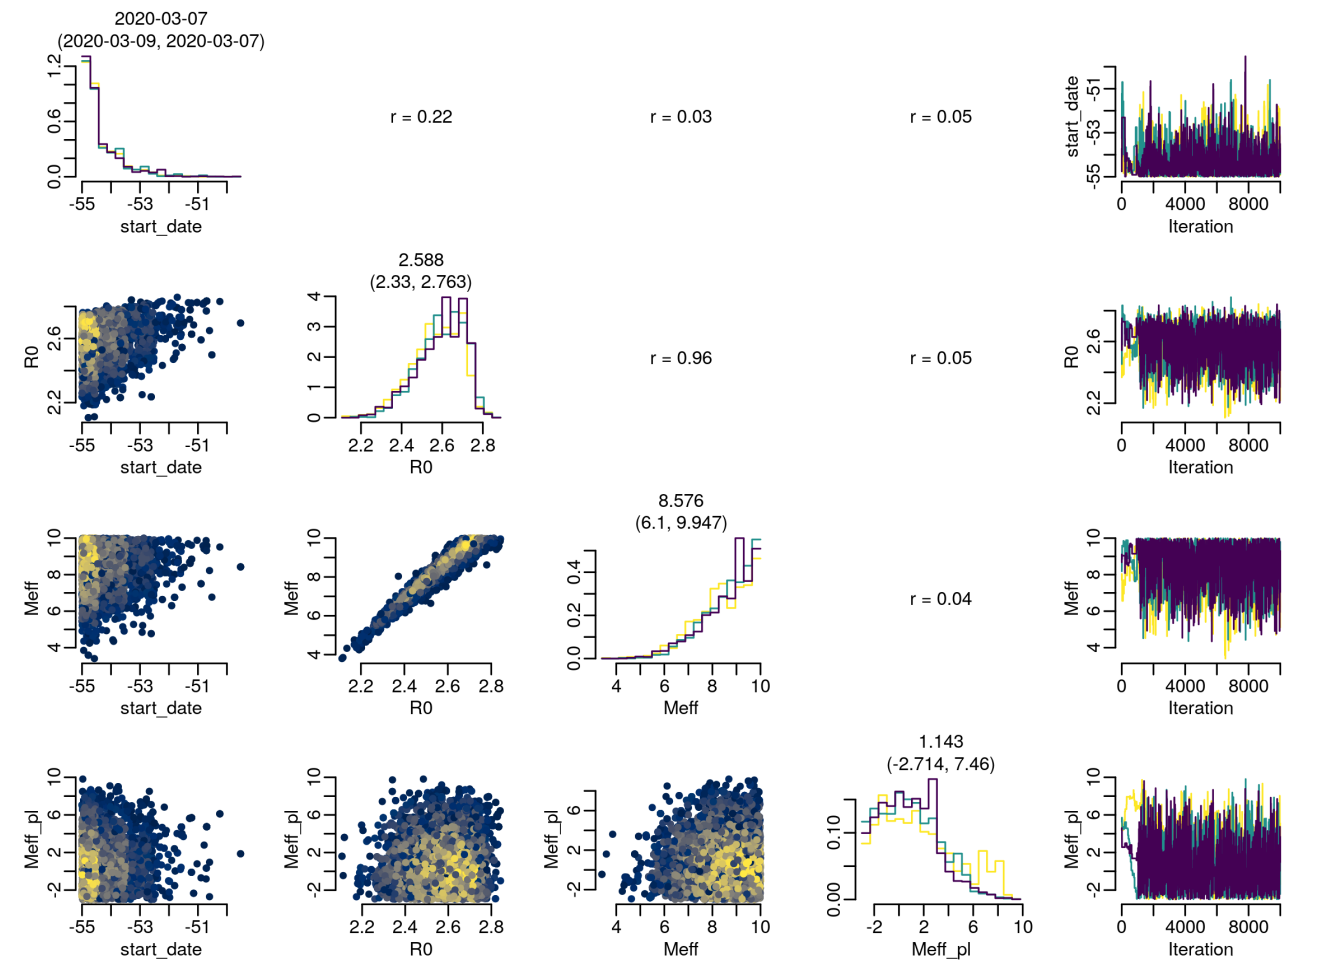 2020-03-07
(2020-03-09, 2020-03-07)
0.0 0.6 1.2
-55 -53 -51
start_date
r = 0.22
r = 0.03
r = 0.05
start_date
-55 -53 -51
0 4000 8000
Iteration
R0
2.2 2.6
-55 -53 -51
start_date
2.588
(2.33, 2.763)
0 1 2 3 4
2.2 2.4 2.6 2.8
R0
r = 0.96
r = 0.05
R0
2.2 2.6
0 4000 8000
Iteration
Meff
4 6 8 10
-55 -53 -51
start_date
Meff
4 6 8 10
2.2 2.4 2.6 2.8
R0
8.576
(6.1, 9.947)
0.0 0.2 0.4
4 6 8 10
Meff
r = 0.04
Meff
4 6 8 10
0 4000 8000
Iteration
Meff_pl
-2 2 6 10
-55 -53 -51
start_date
Meff_pl
-2 2 6 10
2.2 2.4 2.6 2.8
R0
Meff_pl
-2 2 6
4 6 8 10
Meff
1.143
(-2.714, 7.46)
0.00 0.10
-2 2 6 10
Meff_pl
Meff_pl
-2 2 6 10
0 4000 8000
Iteration